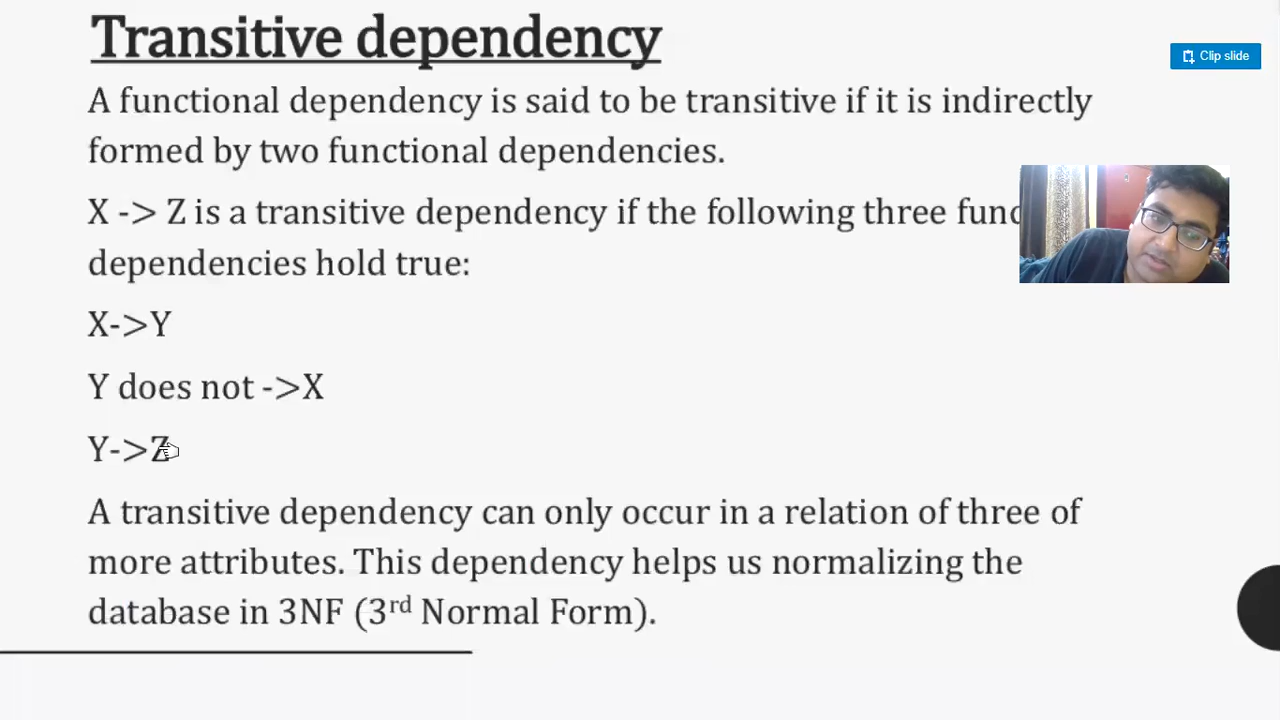 Transitive dependency
Clip slide
A functional dependency is said to be transitive if it is indirectly
formed by two functional dependencies.
X -> Z is a transitive dependency if the following three
dependencies hold true:
X->Y
Y does not ->X
Y->Z
A transitive dependency can only occur in a relation of three of
more attributes. This dependency helps us normalizing the
database in 3NF (3rd Normal Form).